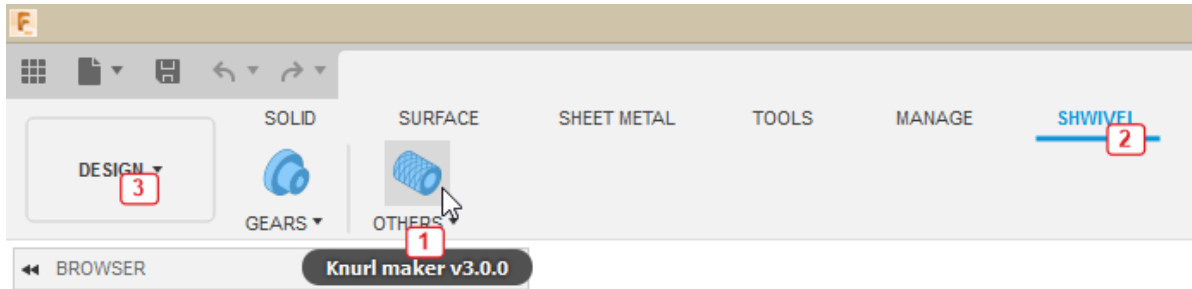 SOLID SURFACE SHEET METAL TOOLS MANAGE SHWIVEL
2
DESIGN
3
GEARS OTHERS
1
BROWSER Knurl maker v3.0.0